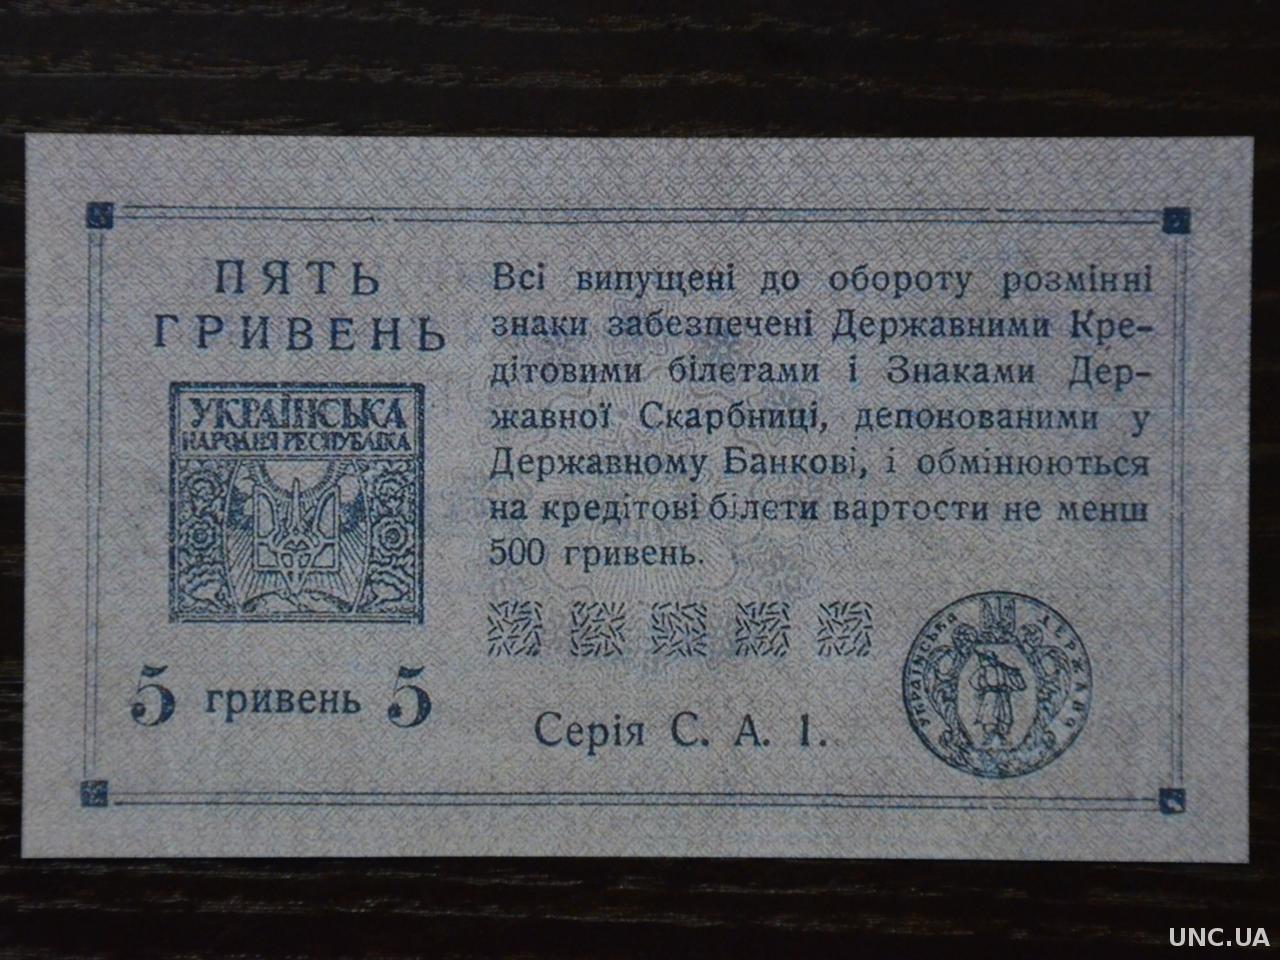 ПЯТЬ
ГРИВЕНЬ
УКРАЇНСЬКА
НАРОДНЯ РЕСПУБЛІКА
5 гривень 5
Всі випущені до обороту розмінні
знаки забезпечені Державними Кре-
дітовими білетами і Знаками Дер-
жавної Скарбниці, депонованими у
Державному Банкові, і обмінюються
на кредітові білети вартости не менш
500 гривень.
Серія С. А. 1.
УКРАЇНСЬКА ДЕРЖАВА
UNC.UA